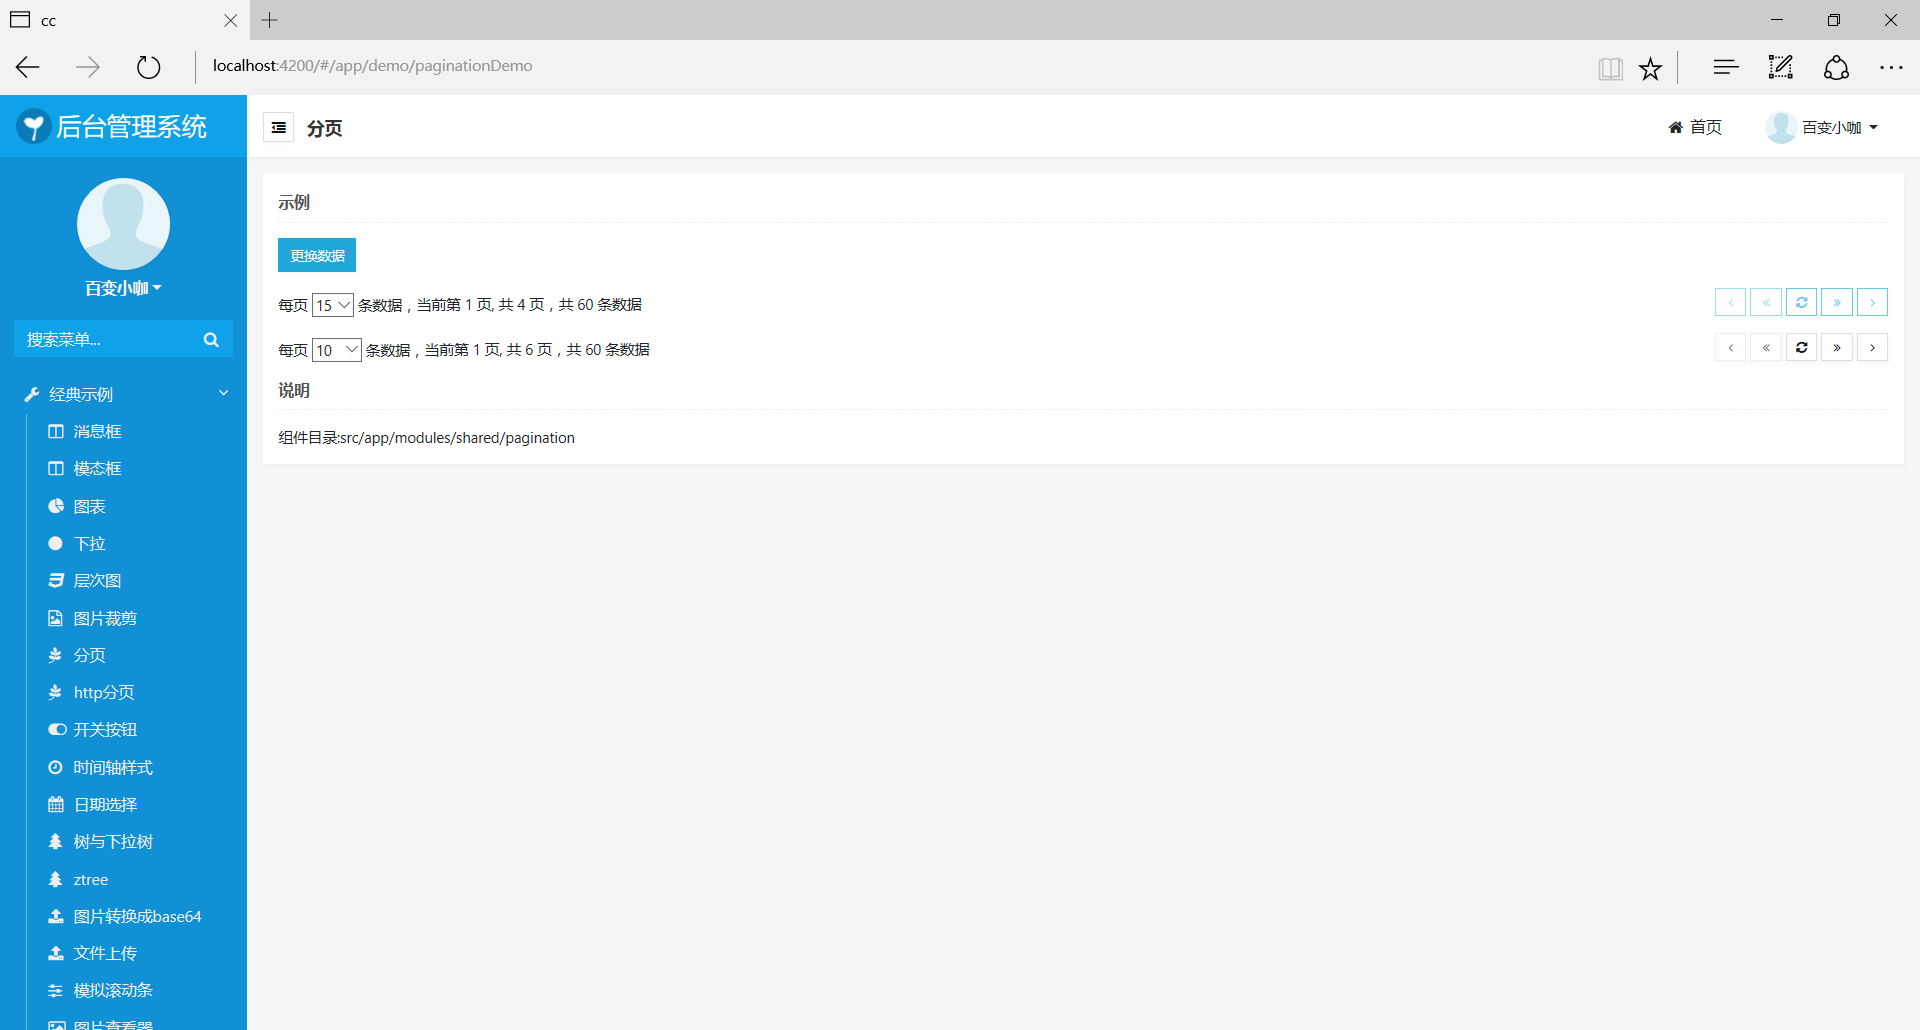 cc
localhost:4200/#/app/demo/paginationDemo
后台管理系统
分页
首页
百变小咖
百变小咖
搜索菜单...
经典示例
消息框
模态框
图表
下拉
层次图
图片裁剪
分页
http分页
开关按钮
时间轴样式
日期选择
树与下拉树
ztree
图片转换成base64
文件上传
模拟滚动条
图片查看器
示例
更换数据
每页 15 条数据，当前第 1 页, 共 4 页，共 60 条数据
每页 10 条数据，当前第 1 页, 共 6 页，共 60 条数据
说明
组件目录:src/app/modules/shared/pagination